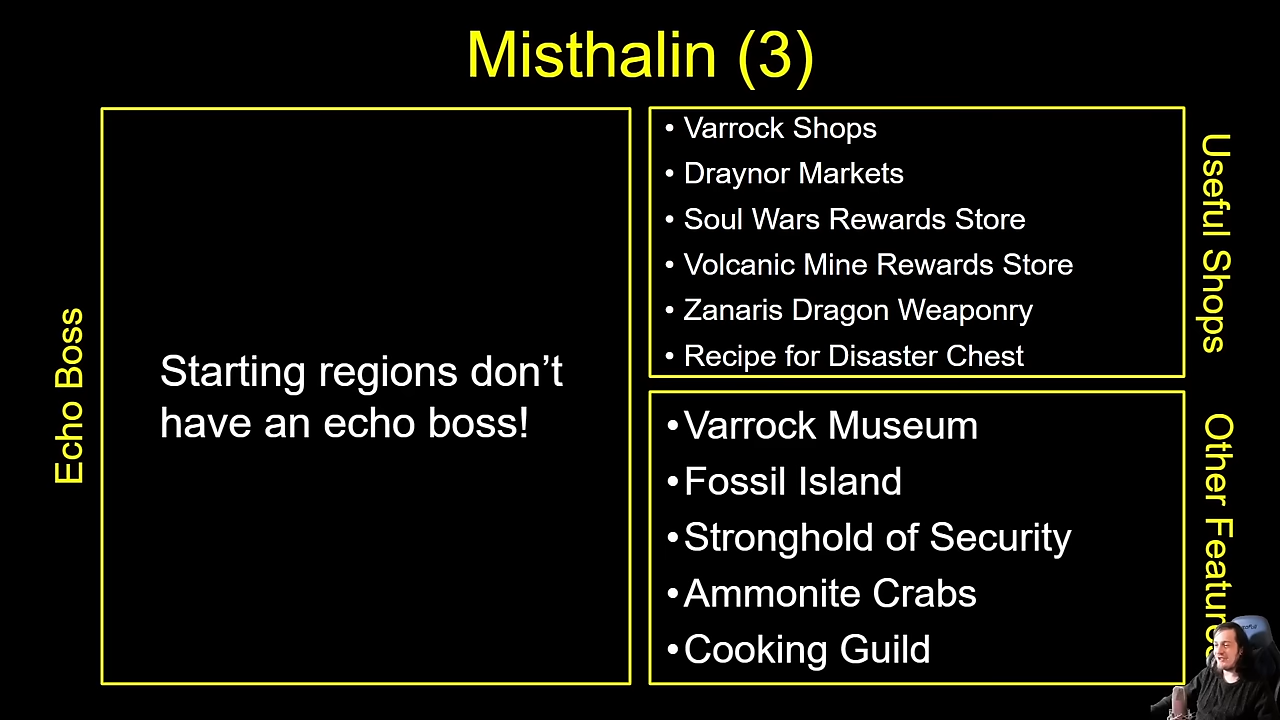 Misthalin (3)
Echo Boss
Starting regions don’t
have an echo boss!
• Varrock Shops
• Draynor Markets
• Soul Wars Rewards Store
• Volcanic Mine Rewards Store
• Zanaris Dragon Weaponry
• Recipe for Disaster Chest
Useful Shops
•Varrock Museum
•Fossil Island
•Stronghold of Security
•Ammonite Crabs
•Cooking Guild
Other